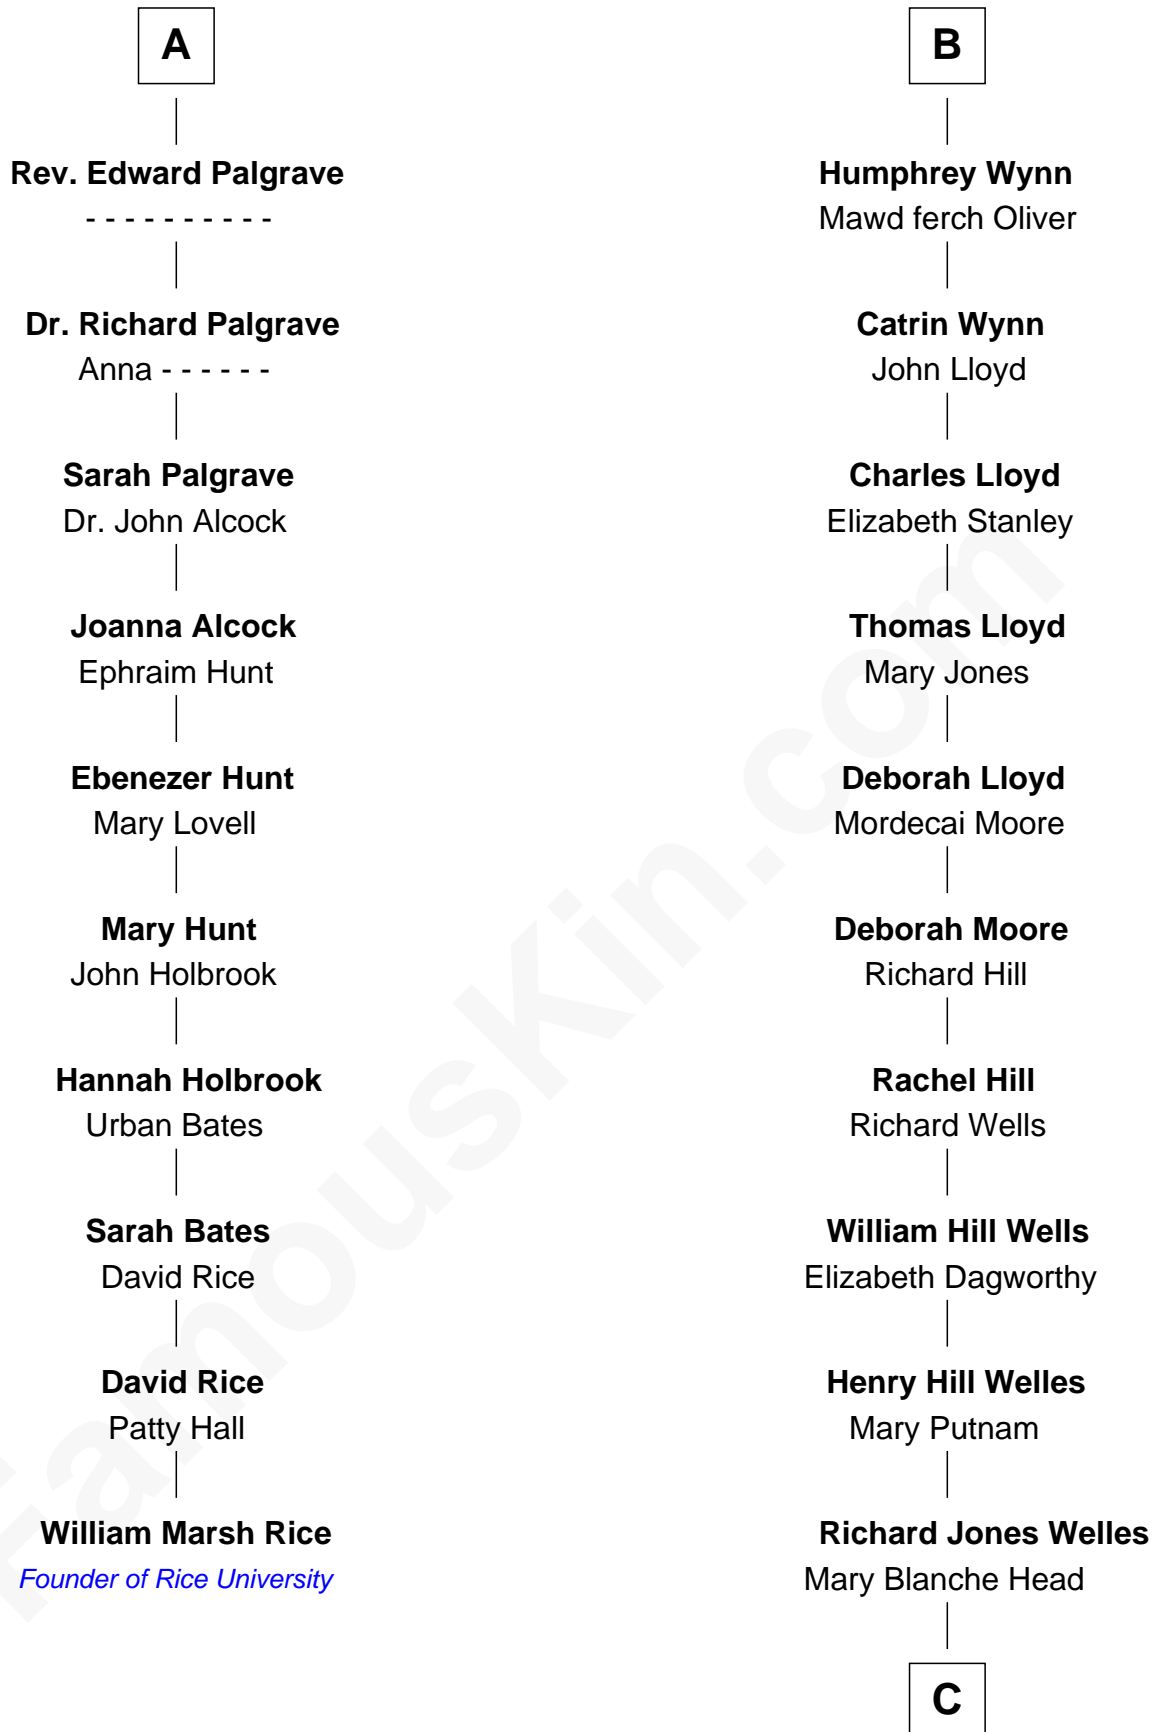 A
Rev. Edward Palgrave
- - - - - - - - - -
Dr. Richard Palgrave
Anna - - - - - -
Sarah Palgrave
Dr. John Alcock
Joanna Alcock
Ephraim Hunt
Ebenezer Hunt
Mary Lovell
Mary Hunt
John Holbrook
Hannah Holbrook
Urban Bates
Sarah Bates
David Rice
David Rice
Patty Hall
William Marsh Rice
Founder of Rice University
B
Humphrey Wynn
Mawd ferch Oliver
Catrin Wynn
John Lloyd
Charles Lloyd
Elizabeth Stanley
Thomas Lloyd
Mary Jones
Deborah Lloyd
Mordecai Moore
Deborah Moore
Richard Hill
Rachel Hill
Richard Wells
William Hill Wells
Elizabeth Dagworthy
Henry Hill Welles
Mary Putnam
Richard Jones Welles
Mary Blanche Head
C
FamousKin.com